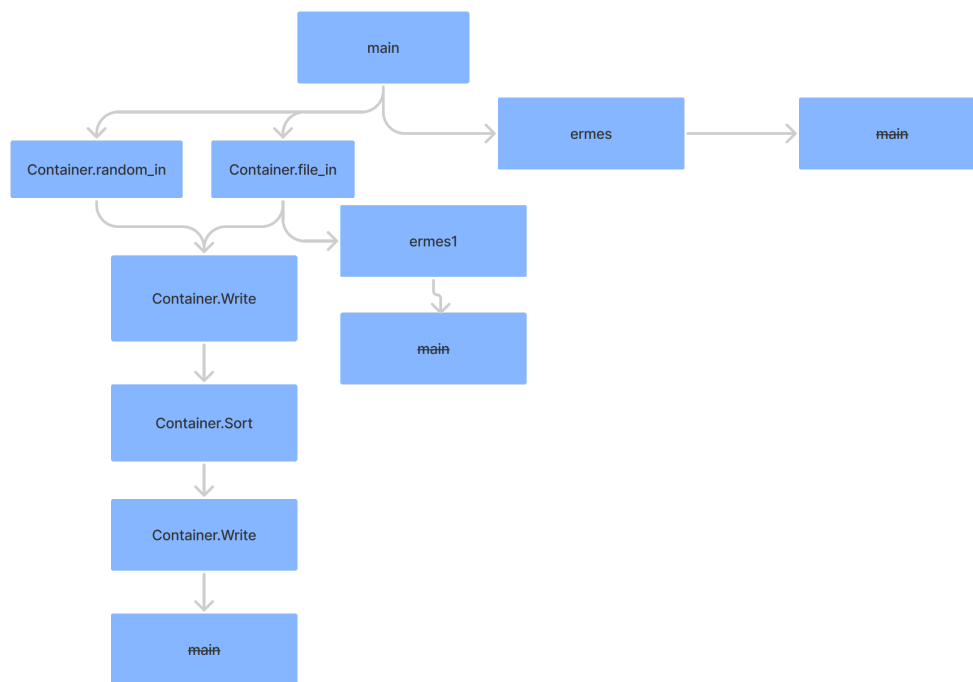 main
ermes
main
Container.random_in
Container.file_in
ermes1
Container.Write
main
Container.Sort
Container.Write
main